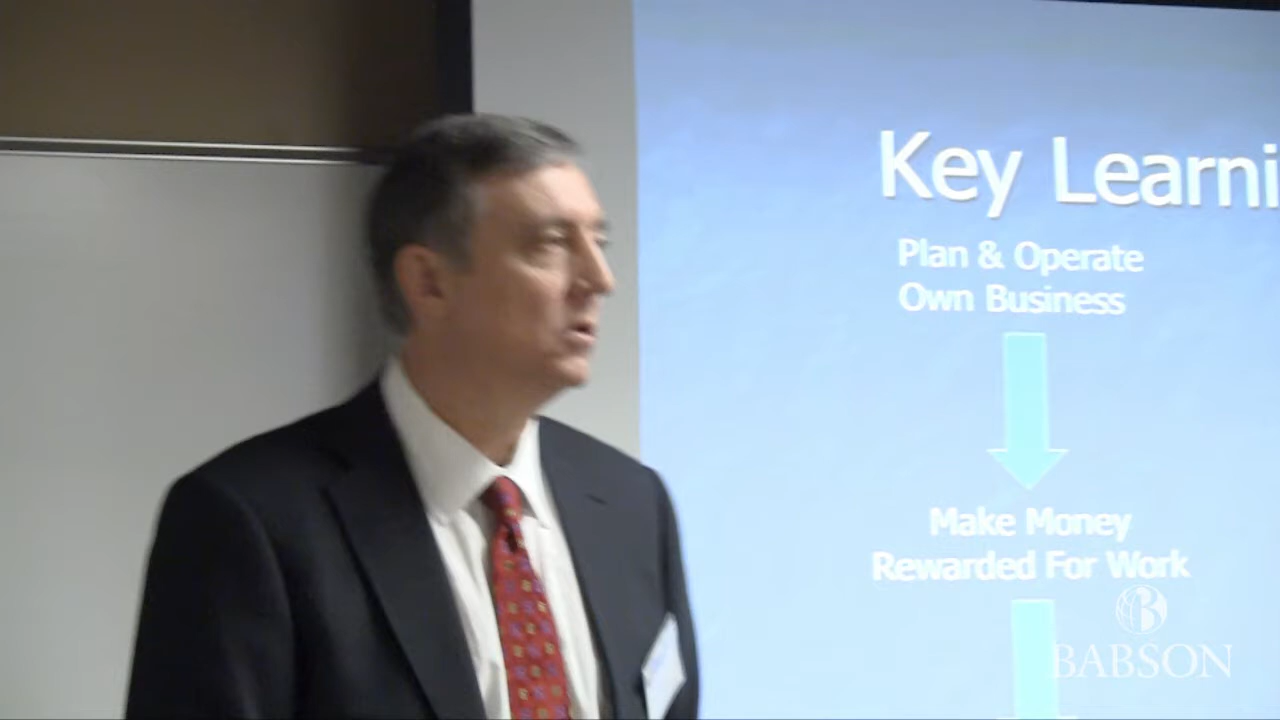 Key Learni
Plan & Operate
Own Business
Make Money
Rewarded For Work
B
BABSON